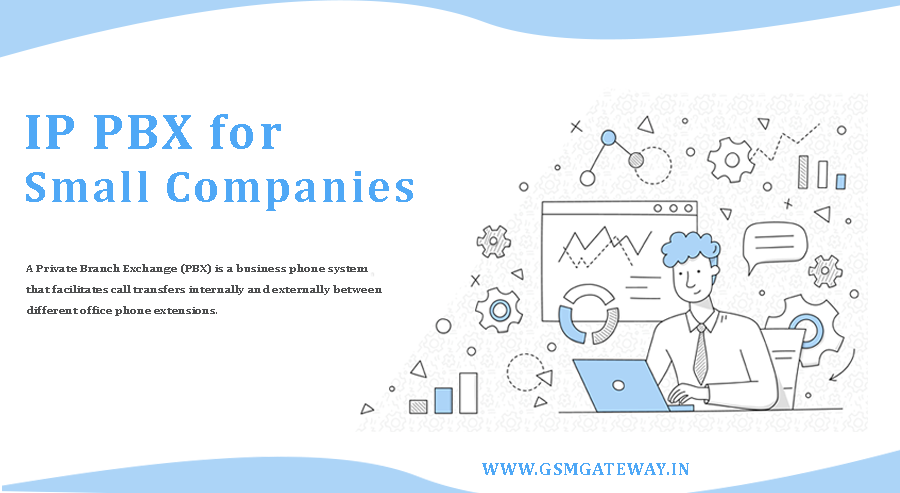 IP PBX for
Small Companies
A Private Branch Exchange (PBX) is a business phone system
that facilitates call transfers internally and externally between
different office phone extensions.
WWW.GSMGATEWAY.IN